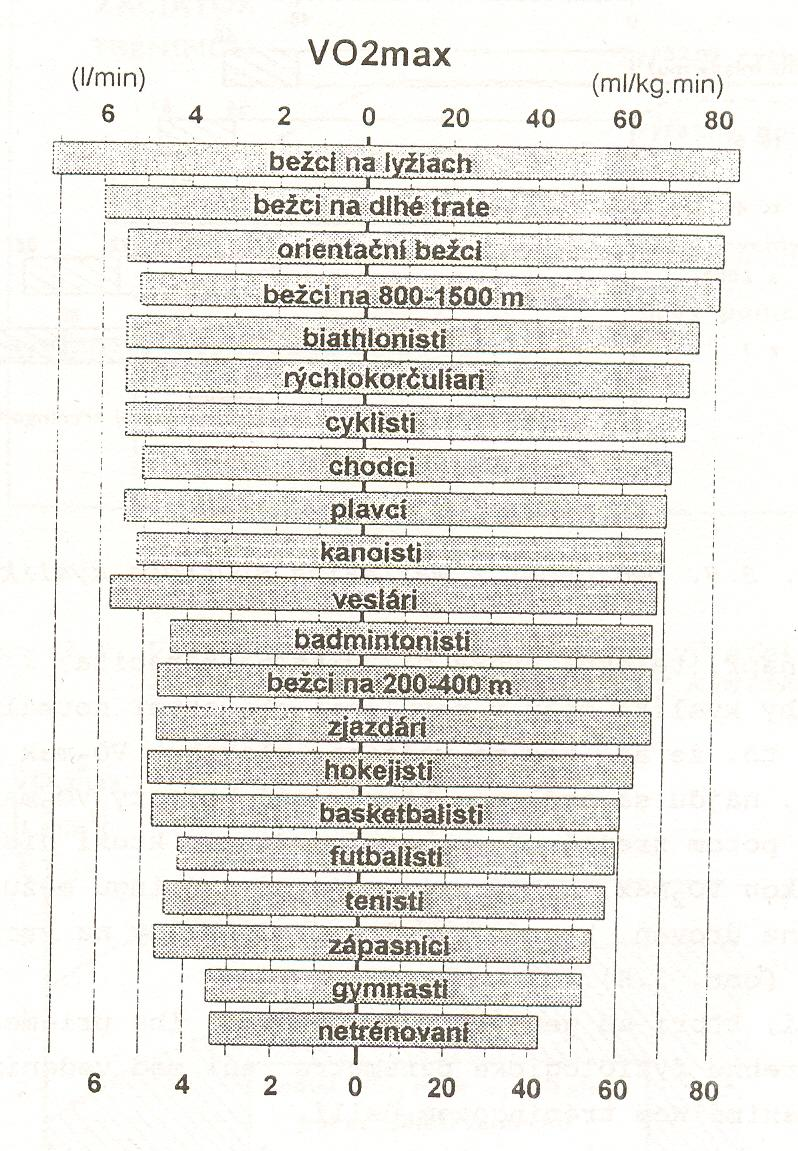 VO2max
(l/min) (ml/kg.min)
6 4 2 0 20 40 60 80
bežci na lyžiach
bežci na dlhé trate
orientační bežci
bežci na 800-1500 m
biathlonisti
rýchlokorčuliari
cyklisti
chodci
plavci
kanoisti
veslári
badmintonisti
bežci na 200-400 m
zjazdári
hokejisti
basketbalisti
futbalisti
tenisti
zápasníci
gymnasti
netrénovaní
6 4 2 0 20 40 60 80